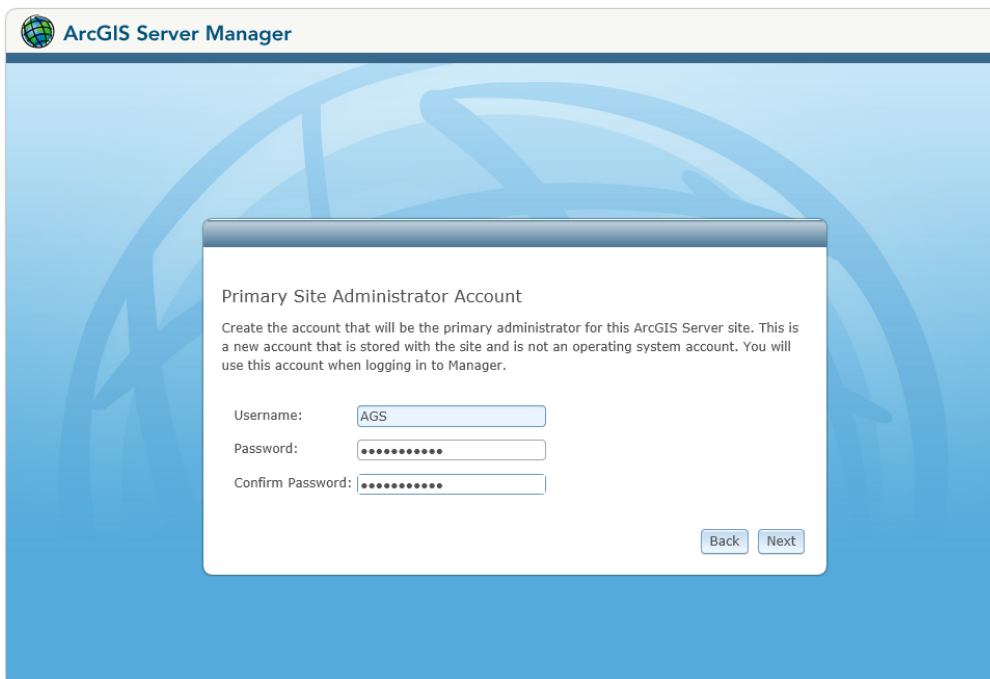 ArcGIS Server Manager
Primary Site Administrator Account
Create the account that will be the primary administrator for this ArcGIS Server site. This is
a new account that is stored with the site and is not an operating system account. You will
use this account when logging in to Manager.
Username: AGS
Password: ●●●●●●●●●●●
Confirm Password: ●●●●●●●●●●●
Back Next